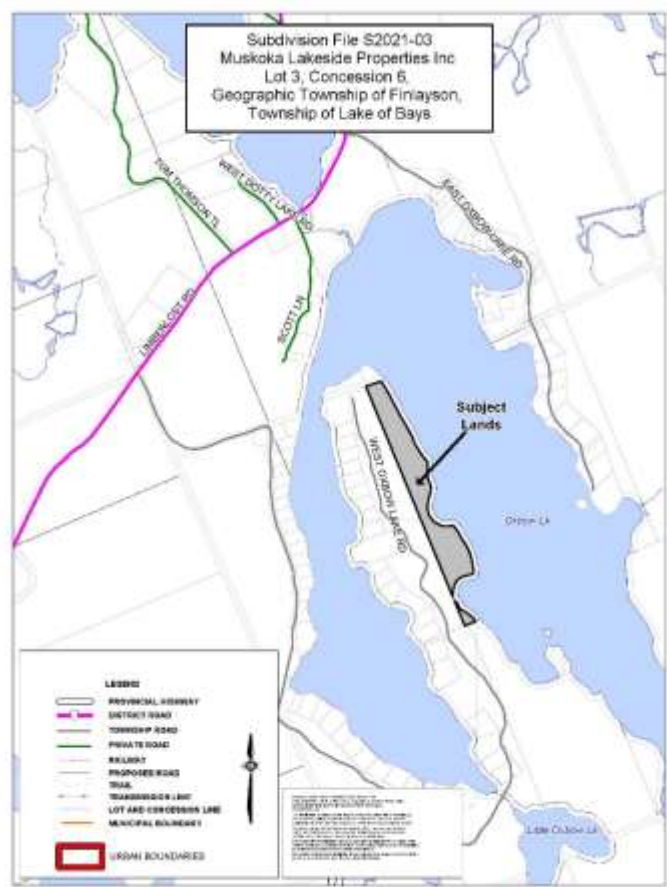 Subdivision File S2021-03
Muskoka Lakeside Properties Inc
Lot 3, Concession 6,
Geographic Township of Finlayson,
Township of Lake of Bays
TOM THOMSON TL
WEST DOTTY LAKE RD
EAST OXBOW LAKE RD
LIMBERLOST RD
SCOTT LN
Subject
Lands
WEST OXBOW LAKE RD
Oxbow Lk
LEGEND
PROVINCIAL HIGHWAY
DISTRICT ROAD
TOWNSHIP ROAD
PRIVATE ROAD
RAILWAY
PROPOSED ROAD
TRAIL
TRANSMISSION LINE
LOT AND CONCESSION LINE
MUNICIPAL BOUNDARY
URBAN BOUNDARIES
Little Oxbow Lk